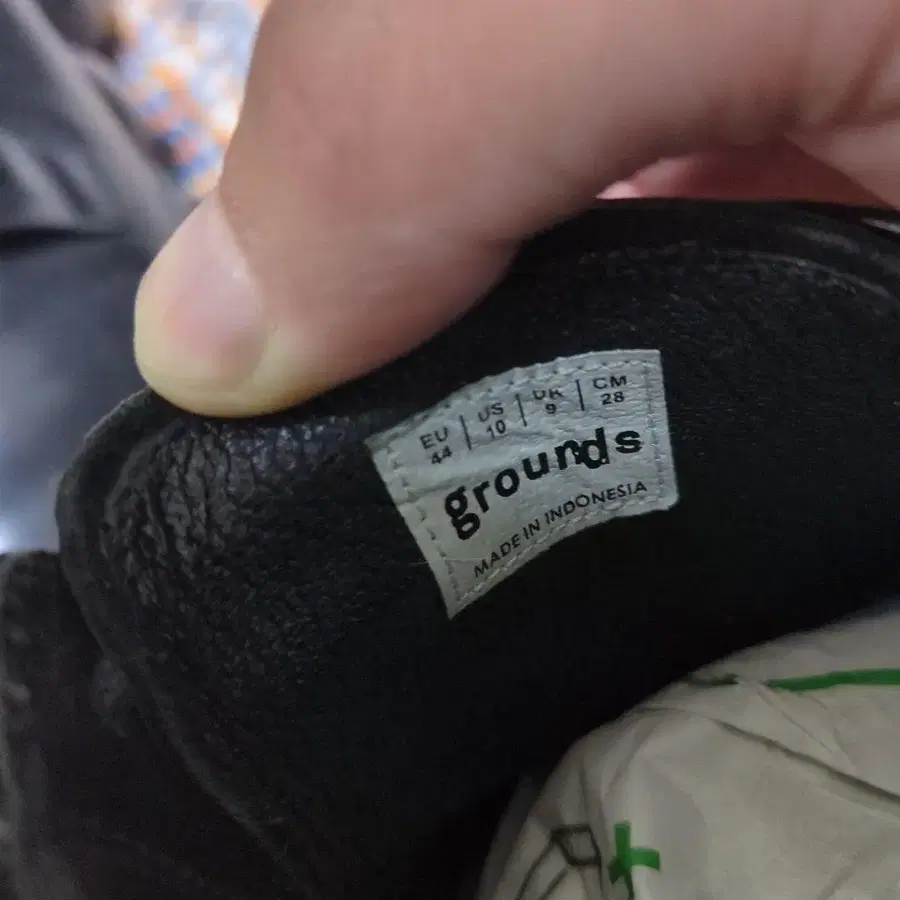 EU | US | UK | CM
44 | 10 | 9 | 28
grounds
MADE IN INDONESIA